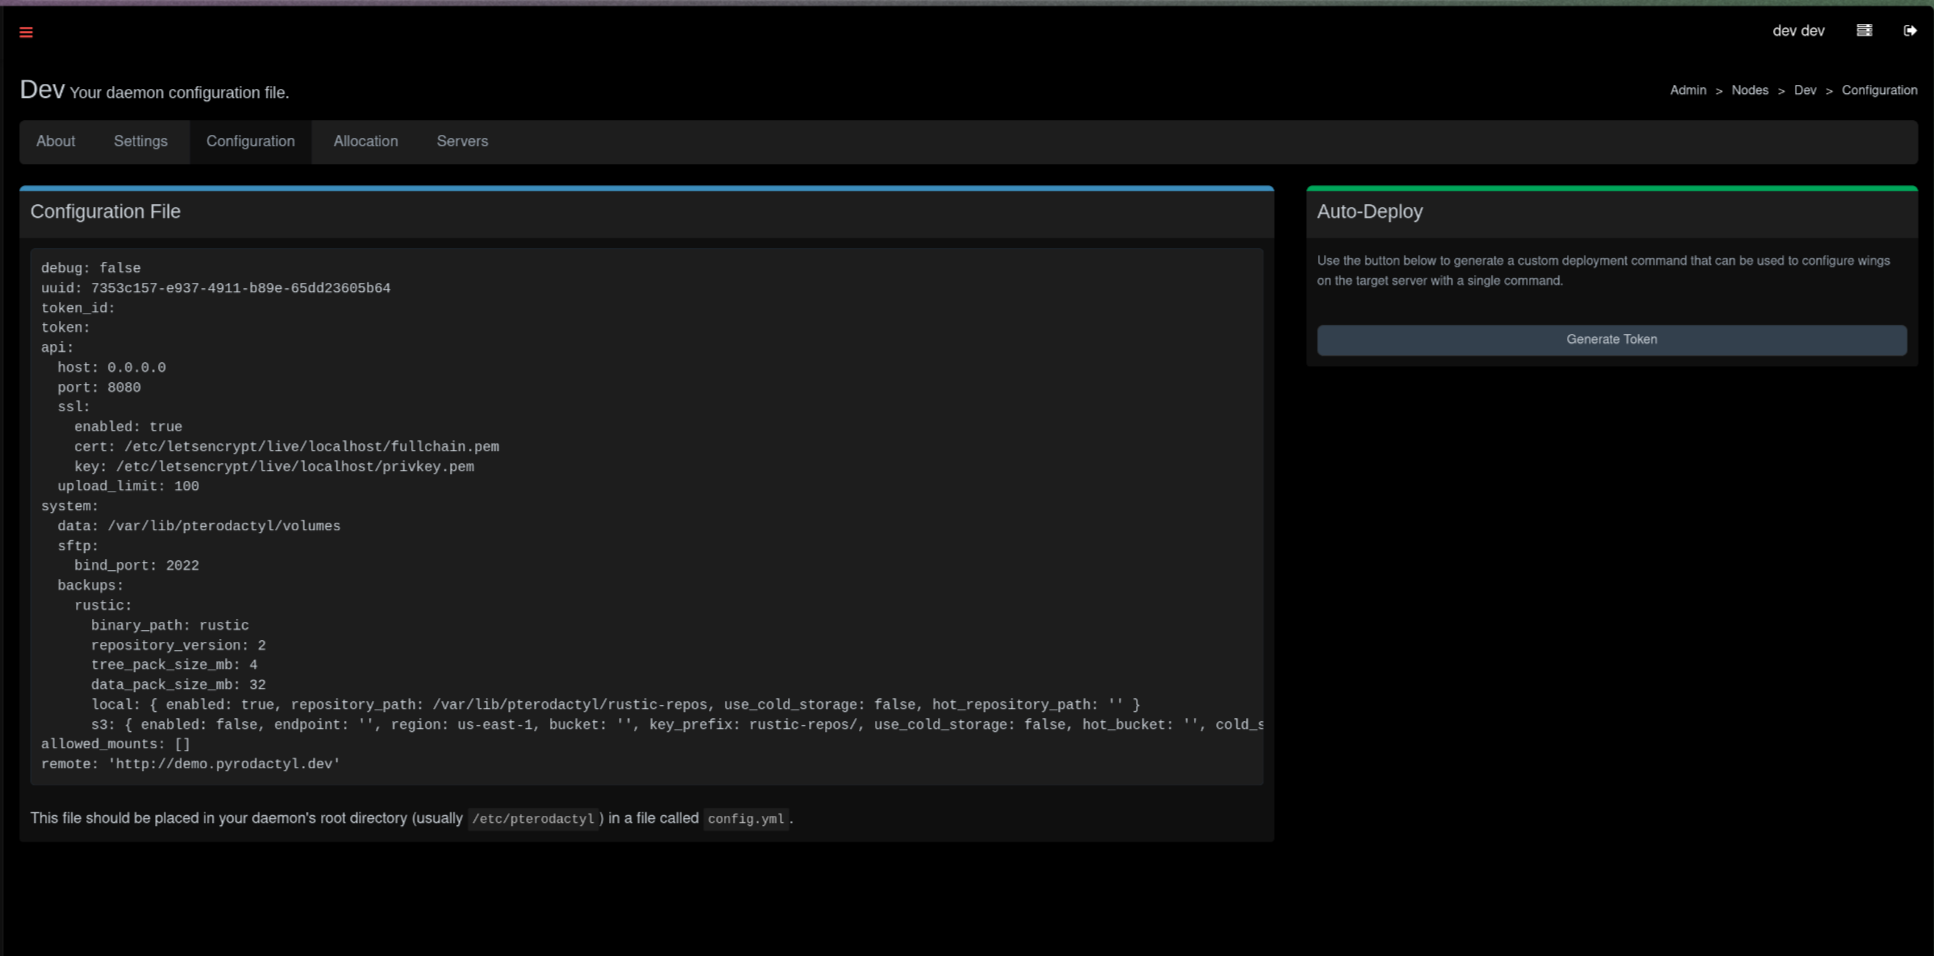 dev dev
Dev Your daemon configuration file.
Admin > Nodes > Dev > Configuration
About Settings Configuration Allocation Servers
Configuration File
debug: false
uuid: 7353c157-e937-4911-b89e-65dd23605b64
token_id:
token:
api:
  host: 0.0.0.0
  port: 8080
  ssl:
    enabled: true
    cert: /etc/letsencrypt/live/localhost/fullchain.pem
    key: /etc/letsencrypt/live/localhost/privkey.pem
  upload_limit: 100
system:
  data: /var/lib/pterodactyl/volumes
  sftp:
    bind_port: 2022
  backups:
    rustic:
      binary_path: rustic
      repository_version: 2
      tree_pack_size_mb: 4
      data_pack_size_mb: 32
      local: { enabled: true, repository_path: /var/lib/pterodactyl/rustic-repos, use_cold_storage: false, hot_repository_path: '' }
      s3: { enabled: false, endpoint: '', region: us-east-1, bucket: '', key_prefix: rustic-repos/, use_cold_storage: false, hot_bucket: '', cold_s
allowed_mounts: []
remote: 'http://demo.pyrodactyl.dev'
This file should be placed in your daemon's root directory (usually /etc/pterodactyl ) in a file called config.yml .
Auto-Deploy
Use the button below to generate a custom deployment command that can be used to configure wings
on the target server with a single command.
Generate Token